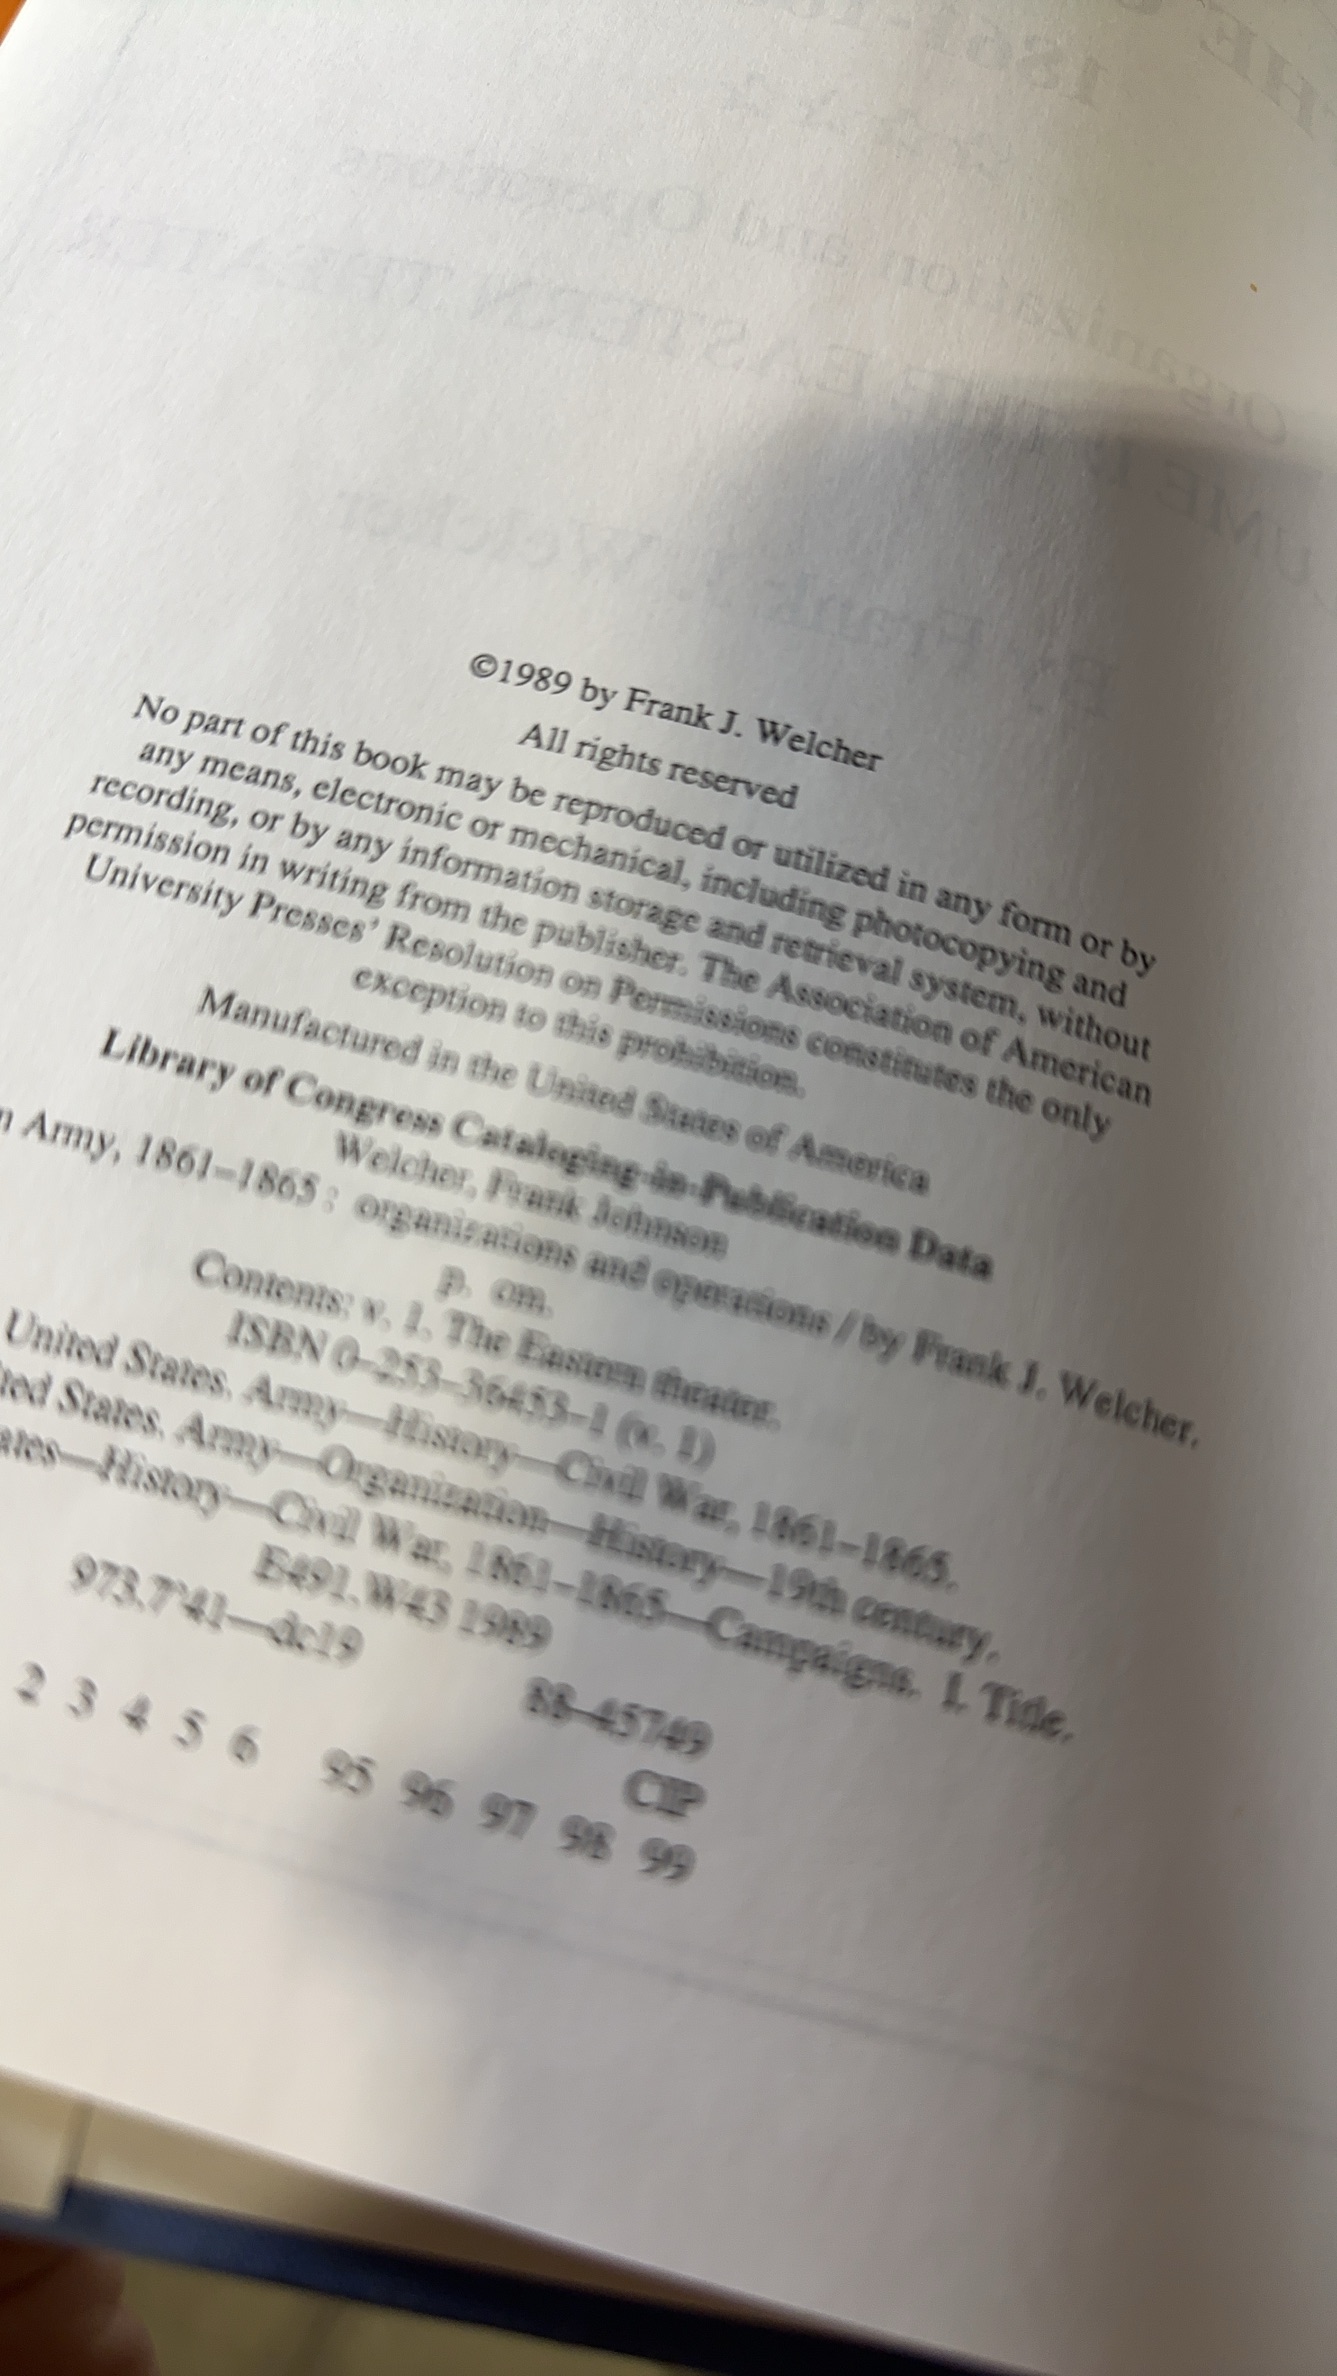 ©1989 by Frank J. Welcher
All rights reserved
No part of this book may be reproduced or utilized in any form or by
any means, electronic or mechanical, including photocopying and
recording, or by any information storage and retrieval system, without
permission in writing from the publisher. The Association of American
University Presses' Resolution on Permissions constitutes the only
exception to this prohibition.
Manufactured in the United States of America
Library of Congress Cataloging-in-Publication Data
Welcher, Frank Johnson
n Army, 1861–1865 : organizations and operations / by Frank J. Welcher.
p. cm.
Contents: v. 1. The Eastern theater.
ISBN 0–253–36453–1 (v. 1)
United States. Army—History—Civil War, 1861–1865.
ted States. Army—Organization—History—19th century.
ates—History—Civil War, 1861–1865—Campaigns. I. Title.
E491.W43 1989
973.7'41—dc19
88–45749
CIP
2 3 4 5 6 95 96 97 98 99